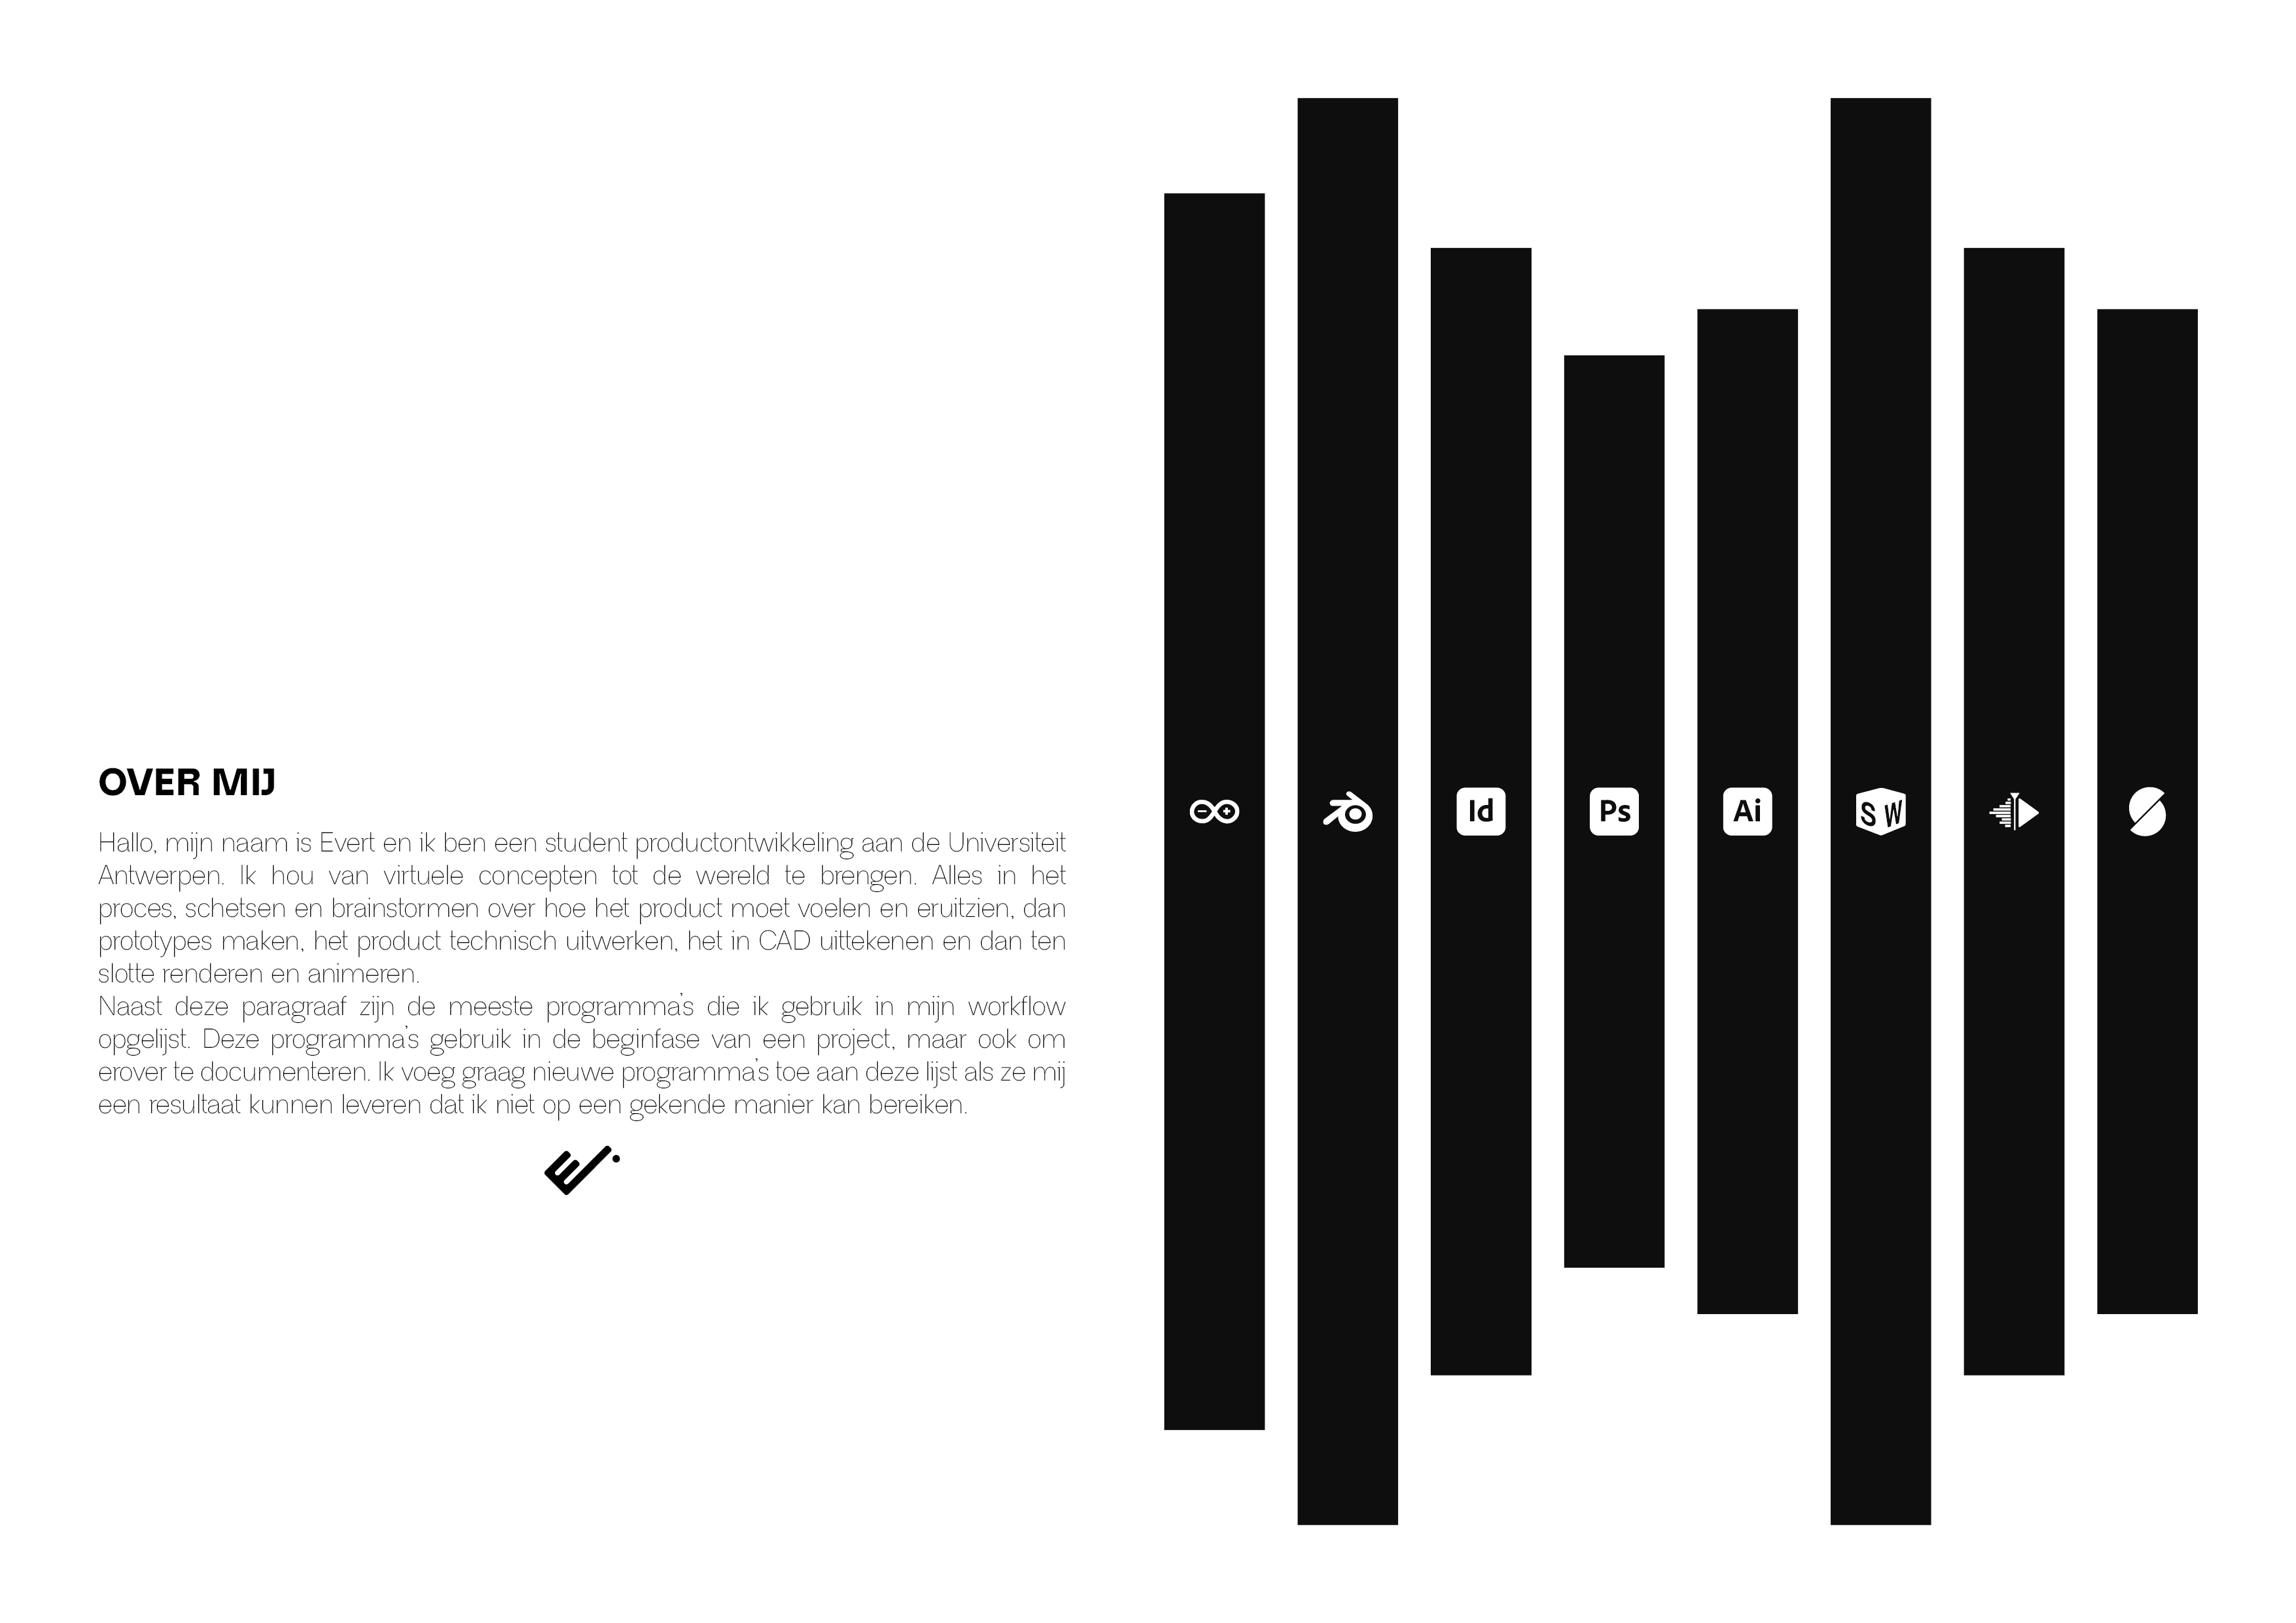 OVER MIJ
Hallo, mijn naam is Evert en ik ben een student productontwikkeling aan de Universiteit
Antwerpen. Ik hou van virtuele concepten tot de wereld te brengen. Alles in het
proces, schetsen en brainstormen over hoe het product moet voelen en eruitzien, dan
prototypes maken, het product technisch uitwerken, het in CAD uittekenen en dan ten
slotte renderen en animeren.
Naast deze paragraaf zijn de meeste programma's die ik gebruik in mijn workflow
opgelijst. Deze programma's gebruik in de beginfase van een project, maar ook om
erover te documenteren. Ik voeg graag nieuwe programma's toe aan deze lijst als ze mij
een resultaat kunnen leveren dat ik niet op een gekende manier kan bereiken.
Id
Ps
Ai
S W